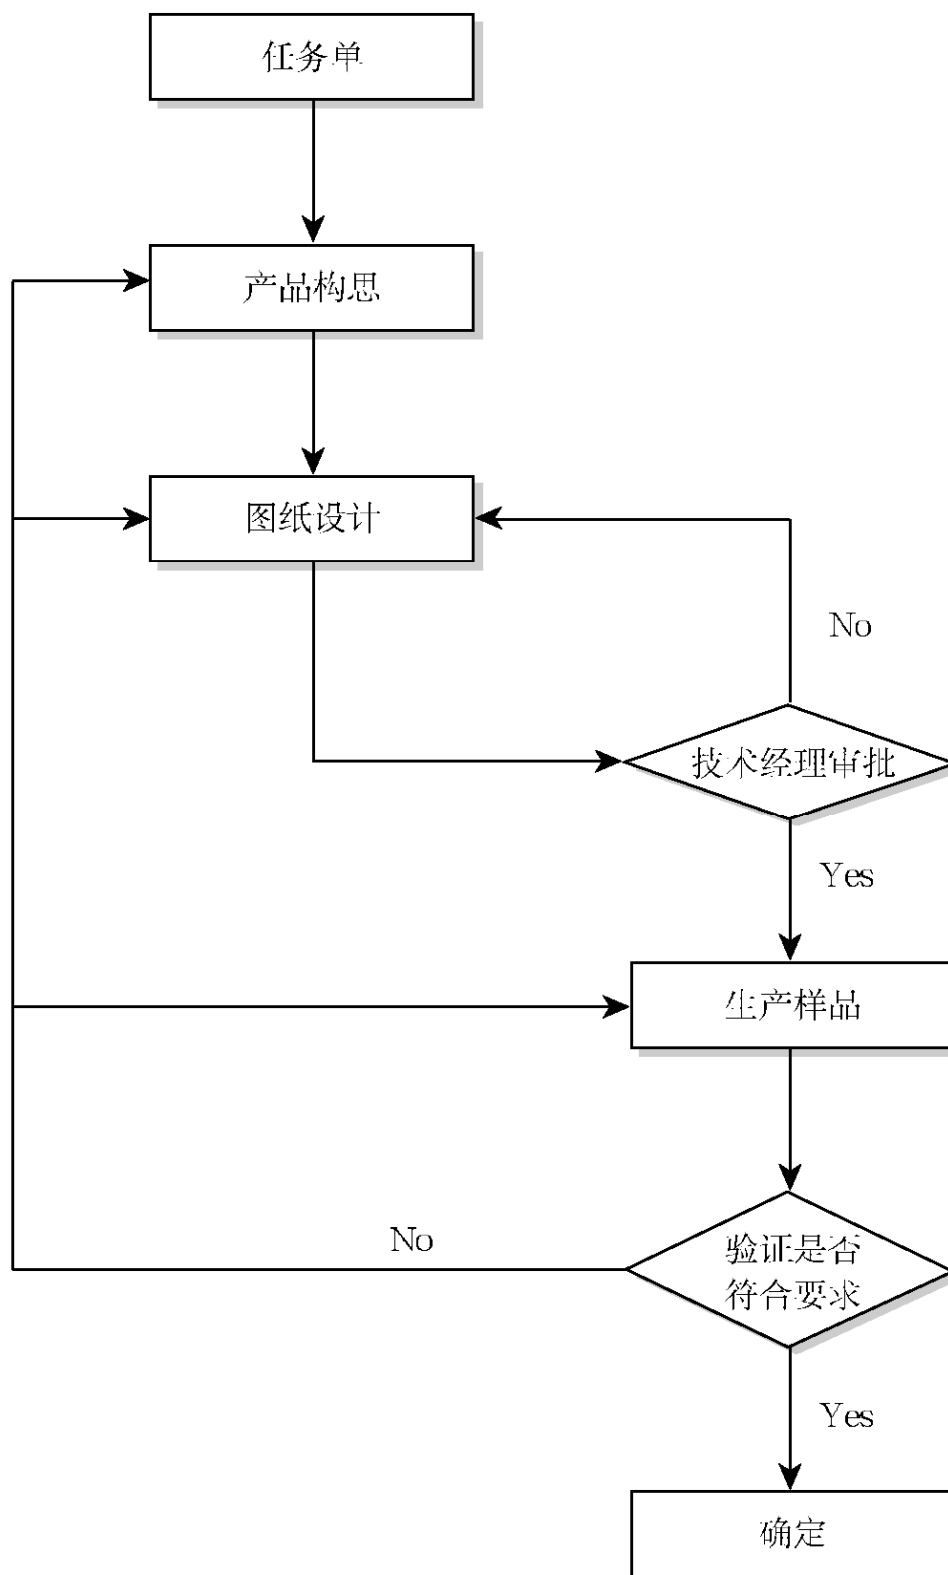 任务单
产品构思
图纸设计
No
技术经理审批
Yes
生产样品
No
验证是否
符合要求
Yes
确定